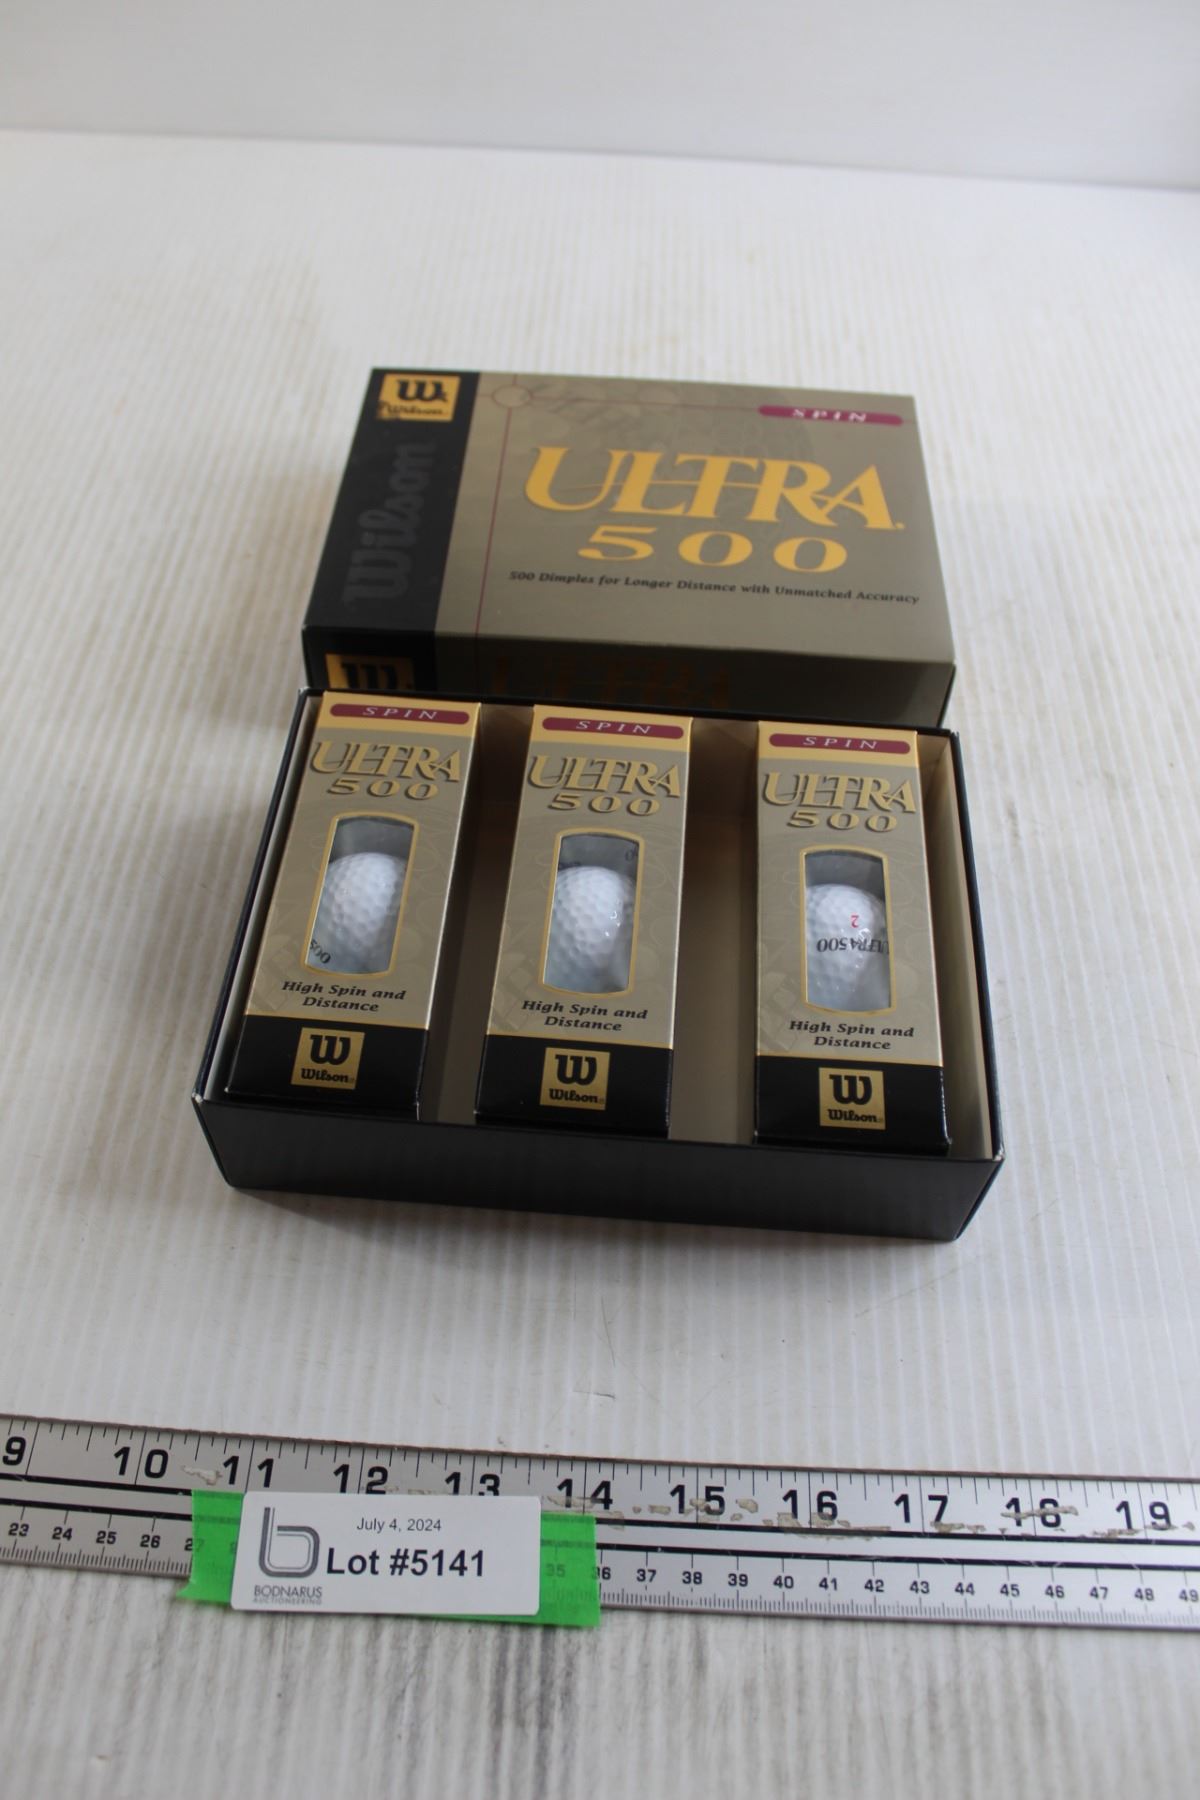 W
Wilson
Wilson
SPIN
ULTRA
500
500 Dimples for Longer Distance with Unmatched Accuracy
W
ULTRA
SPIN
ULTRA
500
500
High Spin and
Distance
W
Wilson
SPIN
ULTRA
500
High Spin and
Distance
W
Wilson
SPIN
ULTRA
500
2
ULTRA 500
High Spin and
Distance
W
Wilson
9 10 11 12 13 14 15 16 17 18 19
23 24 25 26 35 36 37 38 39 40 41 42 43 44 45 46 47 48 49
July 4, 2024
b Lot #5141
BODNARUS
AUCTIONEERING